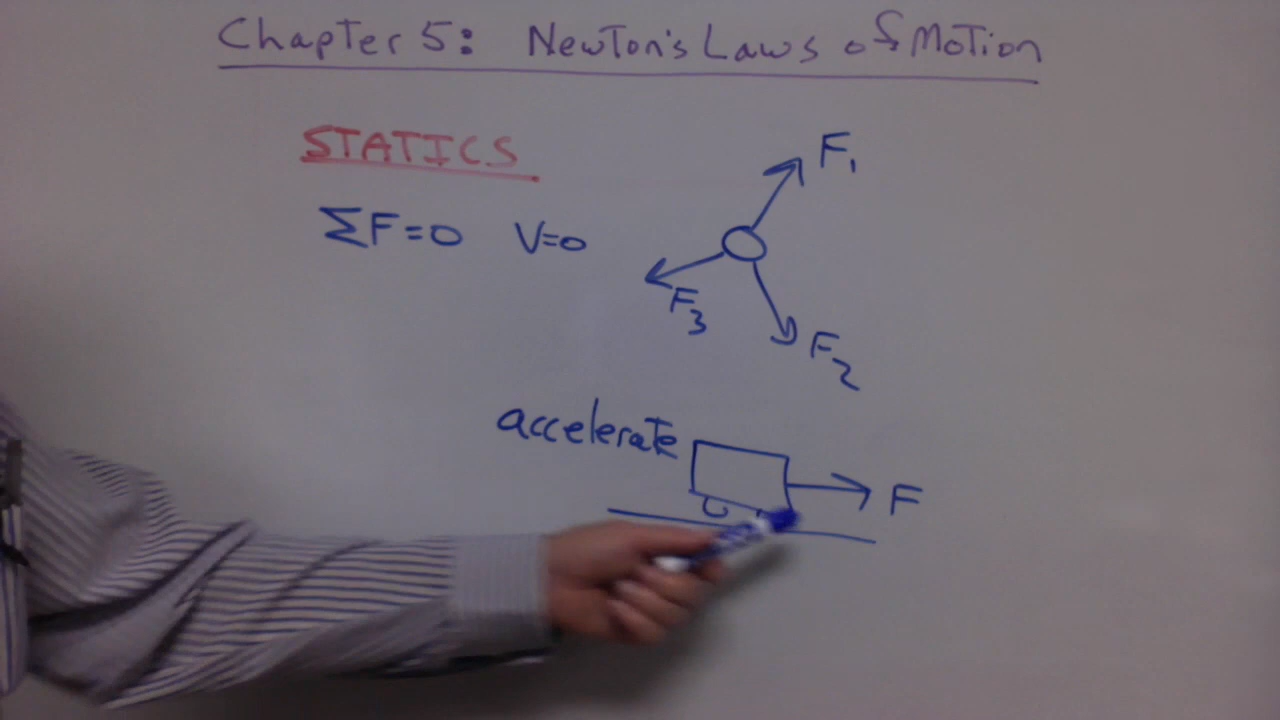 Chapter 5: Newton's Laws of Motion
STATICS
ΣF=0 V=0
F1
F3
F2
accelerate
F